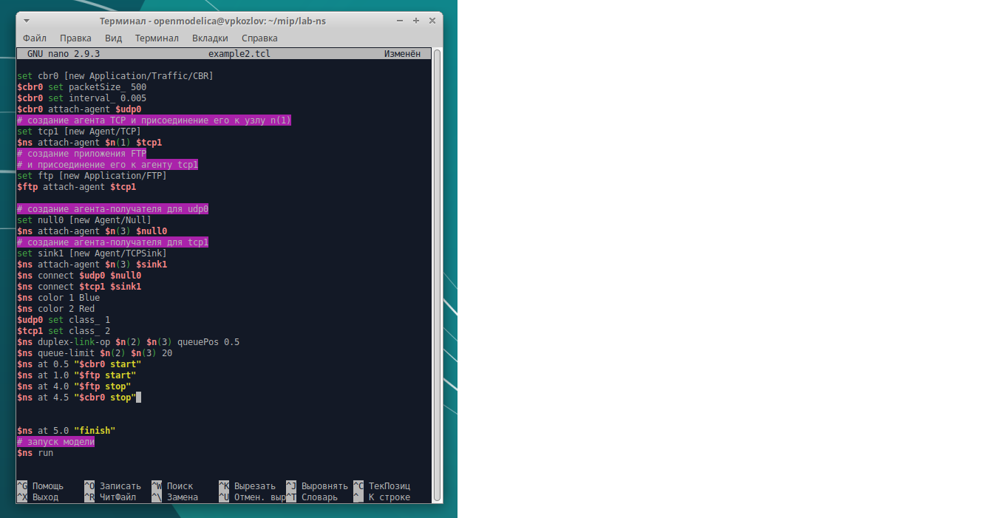 Терминал - openmodelica@vpkozlov: ~/mip/lab-ns
Файл Правка Вид Терминал Вкладки Справка
GNU nano 2.9.3 example2.tcl Изменён
set cbr0 [new Application/Traffic/CBR]
$cbr0 set packetSize_ 500
$cbr0 set interval_ 0.005
$cbr0 attach-agent $udp0
# создание агента TCP и присоединение его к узлу n(1)
set tcp1 [new Agent/TCP]
$ns attach-agent $n(1) $tcp1
# создание приложения FTP
# и присоединение его к агенту tcp1
set ftp [new Application/FTP]
$ftp attach-agent $tcp1
# создание агента-получателя для udp0
set null0 [new Agent/Null]
$ns attach-agent $n(3) $null0
# создание агента-получателя для tcp1
set sink1 [new Agent/TCPSink]
$ns attach-agent $n(3) $sink1
$ns connect $udp0 $null0
$ns connect $tcp1 $sink1
$ns color 1 Blue
$ns color 2 Red
$udp0 set class_ 1
$tcp1 set class_ 2
$ns duplex-link-op $n(2) $n(3) queuePos 0.5
$ns queue-limit $n(2) $n(3) 20
$ns at 0.5 "$cbr0 start"
$ns at 1.0 "$ftp start"
$ns at 4.0 "$ftp stop"
$ns at 4.5 "$cbr0 stop"
$ns at 5.0 "finish"
# запуск модели
$ns run
^G Помощь ^O Записать ^W Поиск ^K Вырезать ^J Выровнять ^C ТекПозиц
^X Выход ^R ЧитФайл ^\ Замена ^U Отмен. выр^T Словарь ^_ К строке